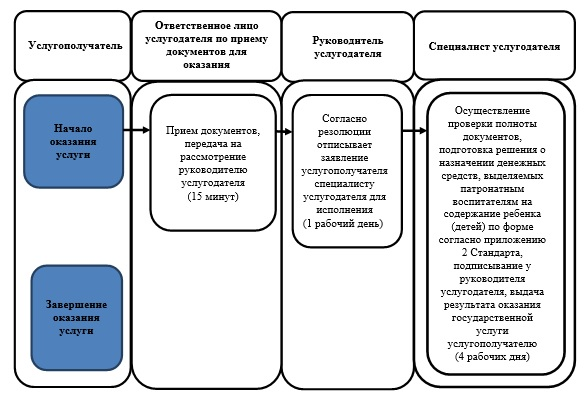 Услугополучатель
Ответственное лицо
услугодателя по приему
документов для
оказания
Руководитель
услугодателя
Специалист услугодателя
Начало
оказания
услуги
Прием документов,
передача на
рассмотрение
руководителю
услугодателя
(15 минут)
Согласно
резолюции
отписывает
заявление
услугополучателя
специалисту
услугодателя для
исполнения
(1 рабочий день)
Осуществление
проверки полноты
документов,
подготовка решения о
назначении денежных
средств, выделяемых
патронатным
воспитателям на
содержание ребенка
(детей) по форме
согласно приложению
2 Стандарта,
подписывание у
руководителя
услугодателя, выдача
результата оказания
государственной
услуги
услугополучателю
(4 рабочих дня)
Завершение
оказания
услуги